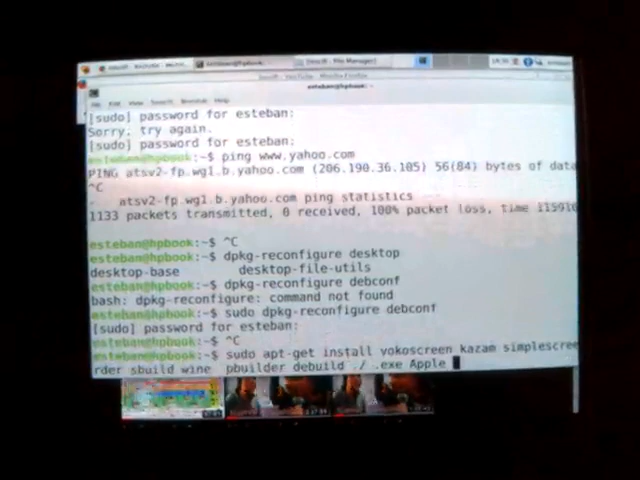 esteban@hpbook: ~
[sudo] password for esteban:
Sorry, try again.
[sudo] password for esteban:
esteban@hpbook:~$ ping www.yahoo.com
PING atsv2-fp.wg1.b.yahoo.com (206.190.36.105) 56(84) bytes of data
^C
- atsv2-fp.wg1.b.yahoo.com ping statistics
1133 packets transmitted, 0 received, 100% packet loss, time
esteban@hpbook:~$ ^C
esteban@hpbook:~$ dpkg-reconfigure desktop
desktop-base desktop-file-utils
esteban@hpbook:~$ dpkg-reconfigure debconf
bash: dpkg-reconfigure: command not found
esteban@hpbook:~$ sudo dpkg-reconfigure debconf
[sudo] password for esteban:
esteban@hpbook:~$ ^C
esteban@hpbook:~$ sudo apt-get install vokoscreen kazam simplescree
rder sbuild wine pbuilder debuild ./ .exe Apple